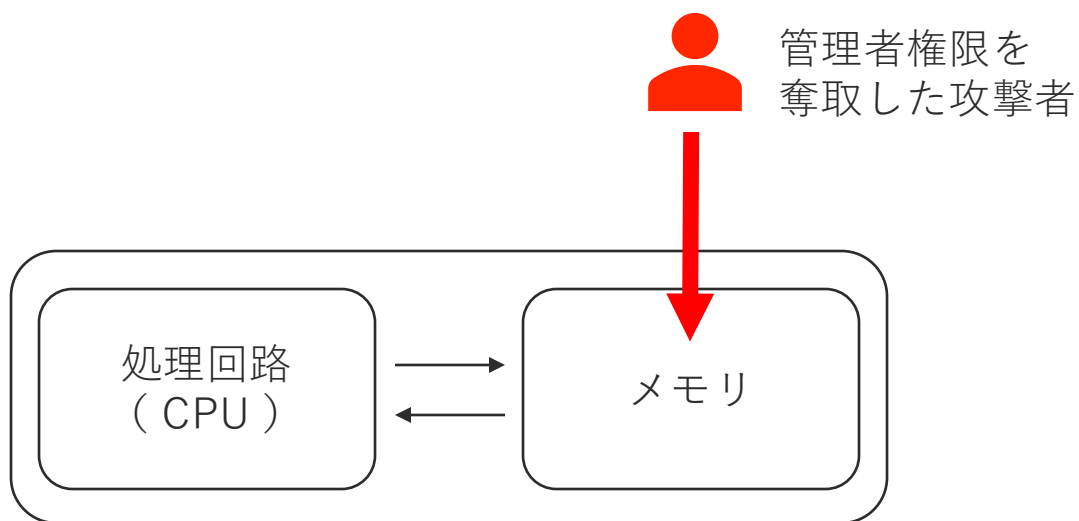 管理者権限を
奪取した攻撃者
処理回路
（ CPU ）
メモリ